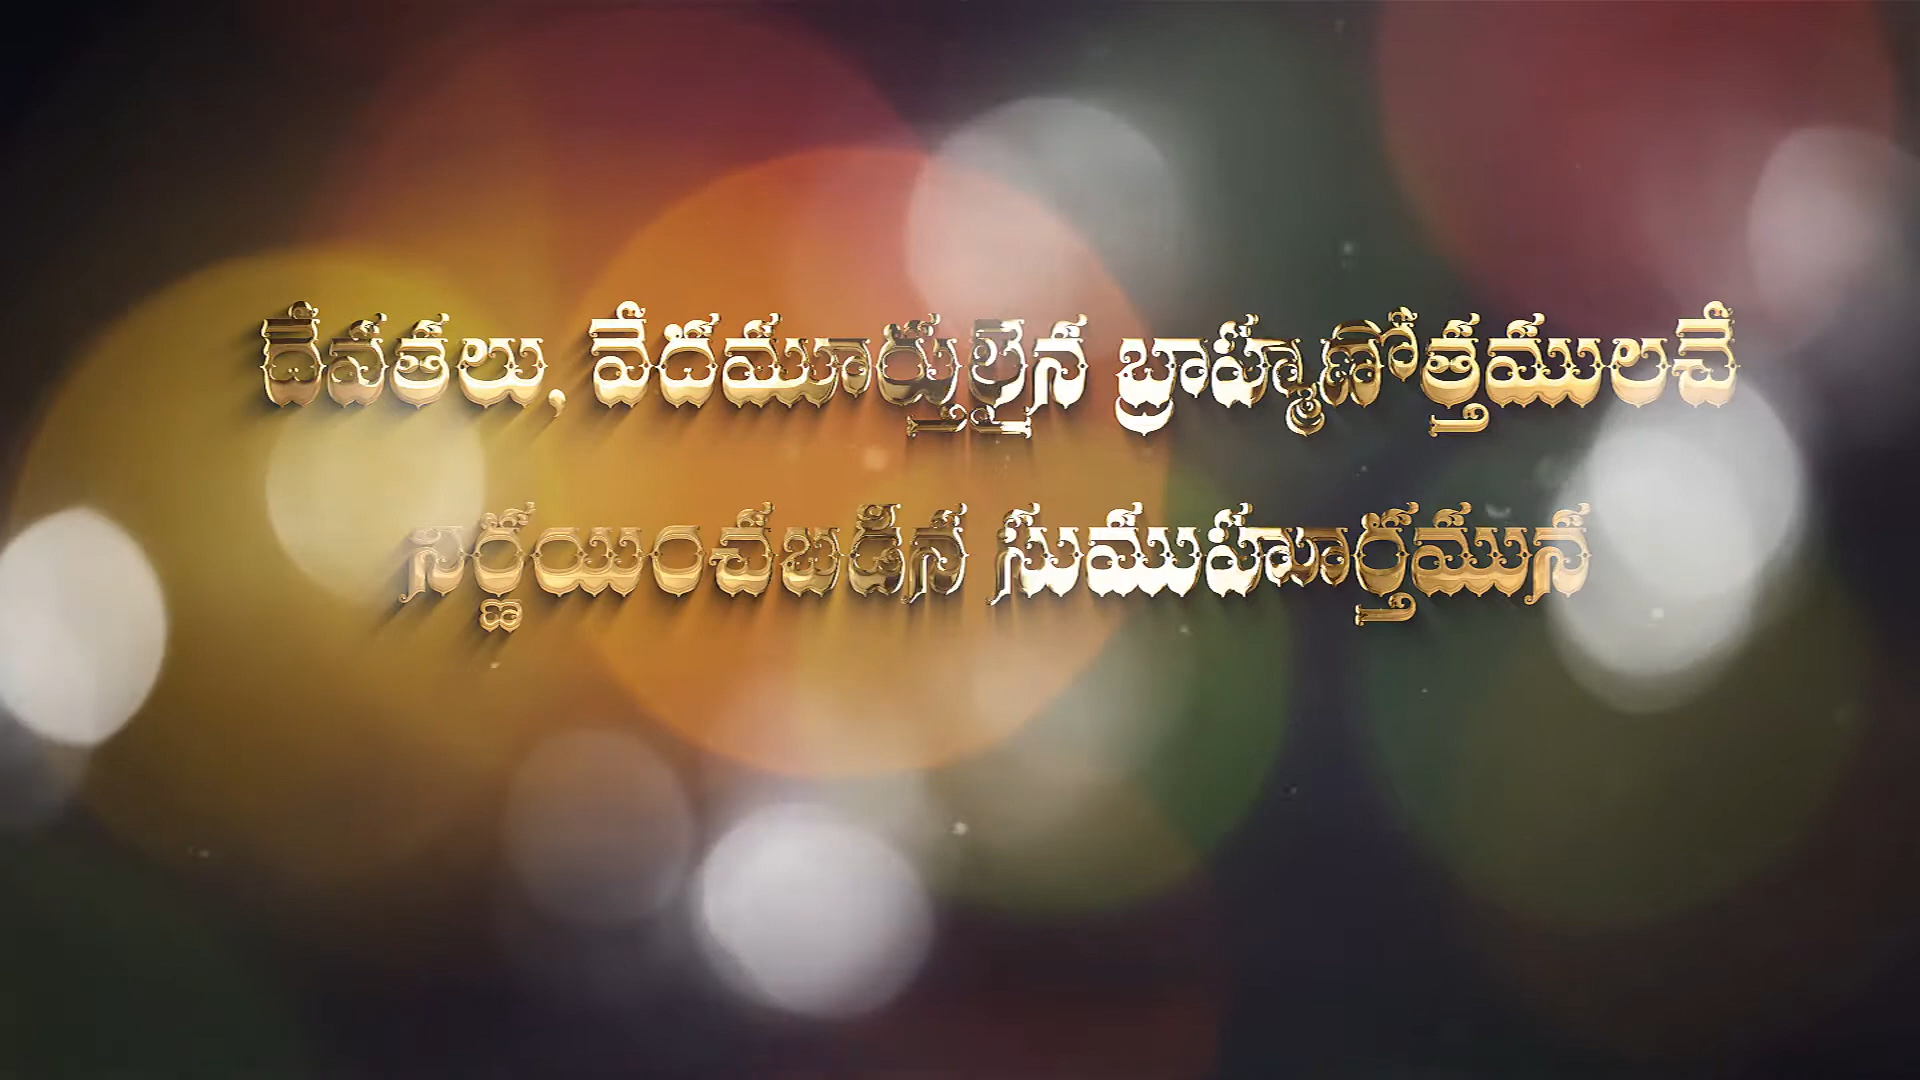 దేవతలు, వేదమూర్తులైన బ్రాహ్మణోత్తములచే
నిర్ణయించబడిన సుముహూర్తమున